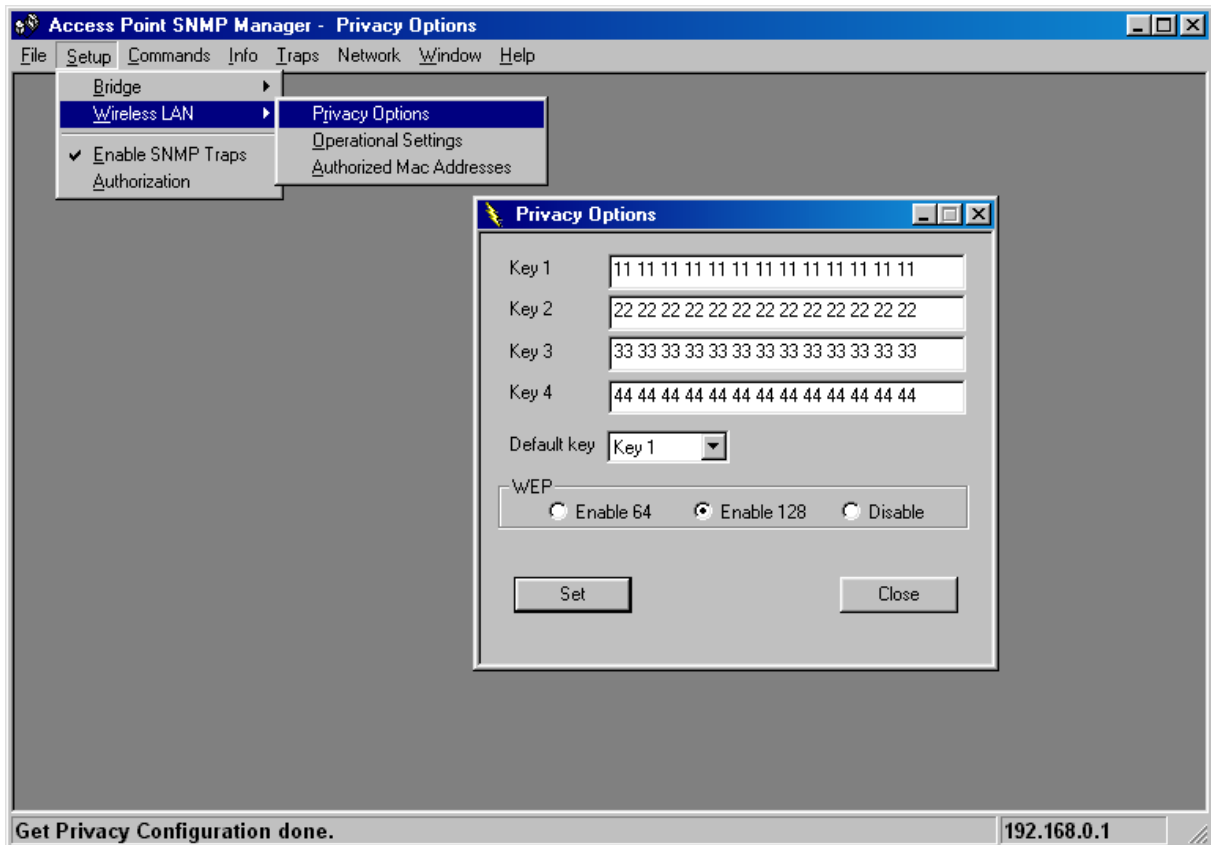 Access Point SNMP Manager - Privacy Options
File Setup Commands Info Traps Network Window Help
Bridge
Wireless LAN
Enable SNMP Traps
Authorization
Privacy Options
Operational Settings
Authorized Mac Addresses
Privacy Options
Key 1 11 11 11 11 11 11 11 11 11 11 11 11 11
Key 2 22 22 22 22 22 22 22 22 22 22 22 22 22
Key 3 33 33 33 33 33 33 33 33 33 33 33 33 33
Key 4 44 44 44 44 44 44 44 44 44 44 44 44 44
Default key Key 1
WEP
Enable 64 Enable 128 Disable
Set Close
Get Privacy Configuration done. 192.168.0.1